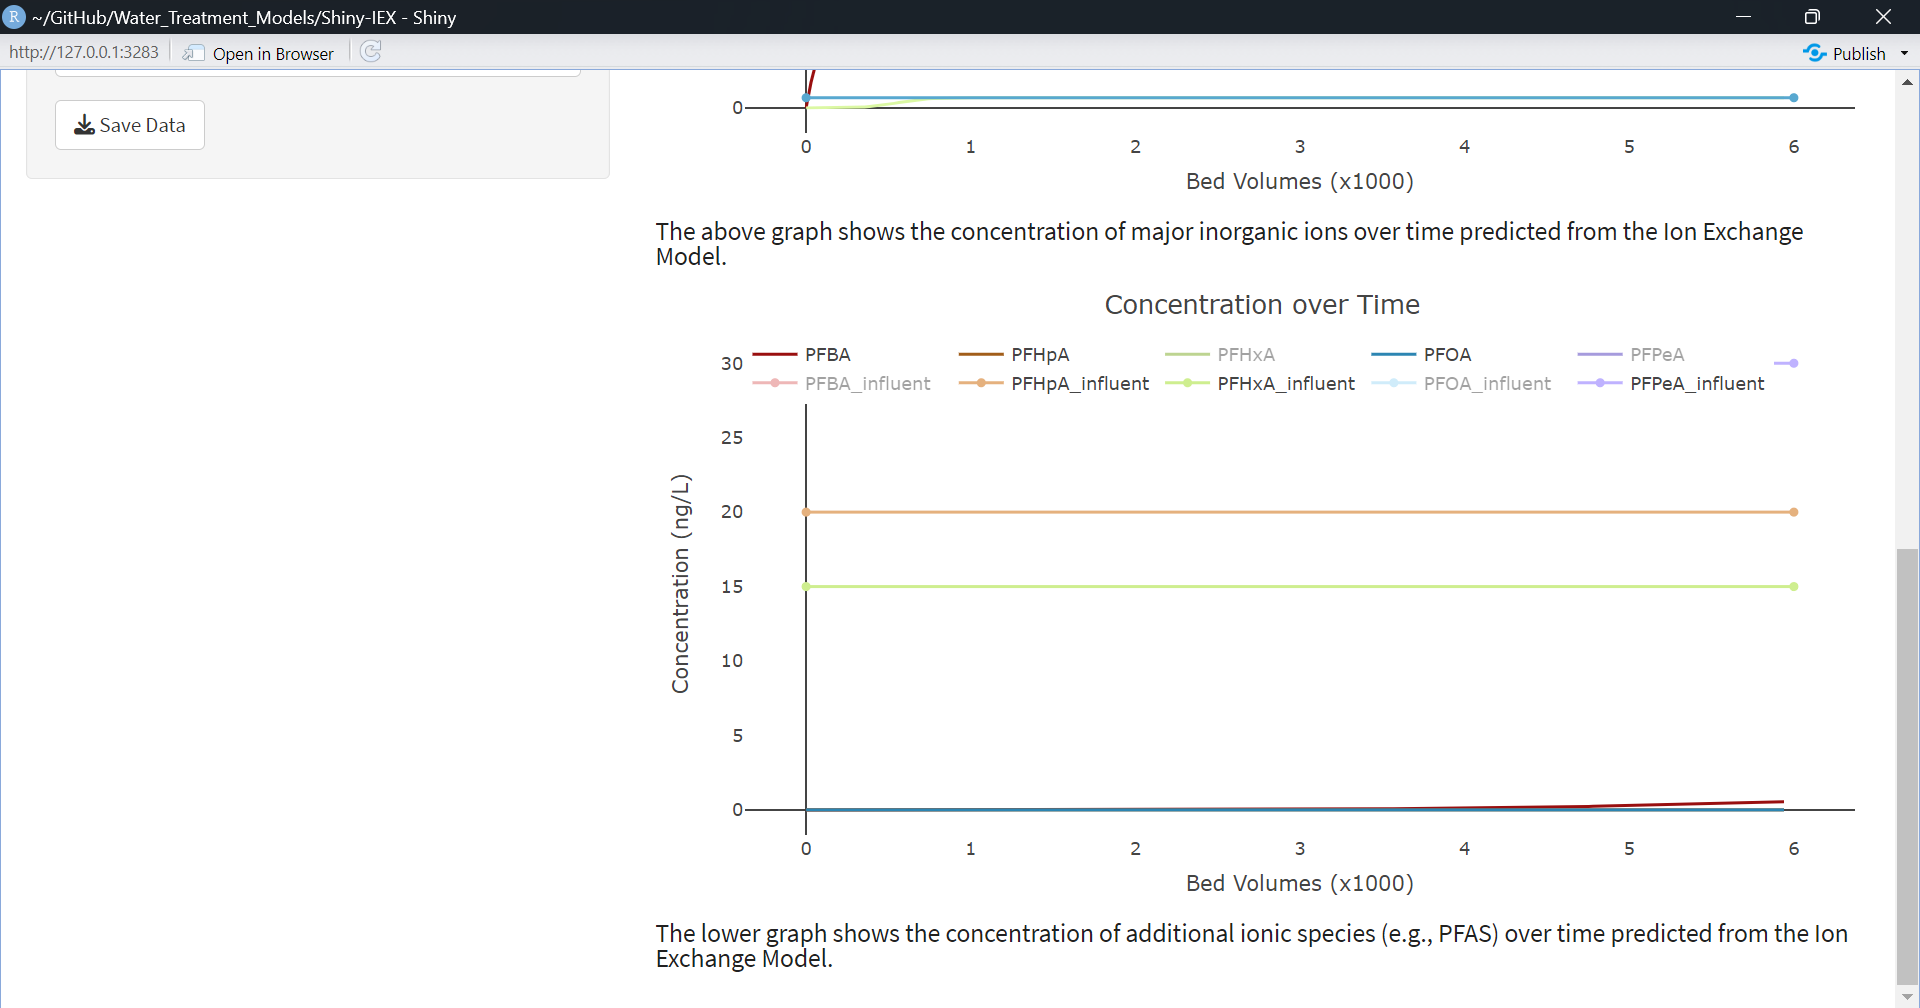 R ~/GitHub/Water_Treatment_Models/Shiny-IEX - Shiny
http://127.0.0.1:3283 Open in Browser Publish
Save Data
0
0 1 2 3 4 5 6
Bed Volumes (x1000)
The above graph shows the concentration of major inorganic ions over time predicted from the Ion Exchange
Model.
Concentration over Time
PFBA PFHpA PFHxA PFOA PFPeA
PFBA_influent PFHpA_influent PFHxA_influent PFOA_influent PFPeA_influent
30
25
20
15
10
5
0
Concentration (ng/L)
0 1 2 3 4 5 6
Bed Volumes (x1000)
The lower graph shows the concentration of additional ionic species (e.g., PFAS) over time predicted from the Ion
Exchange Model.